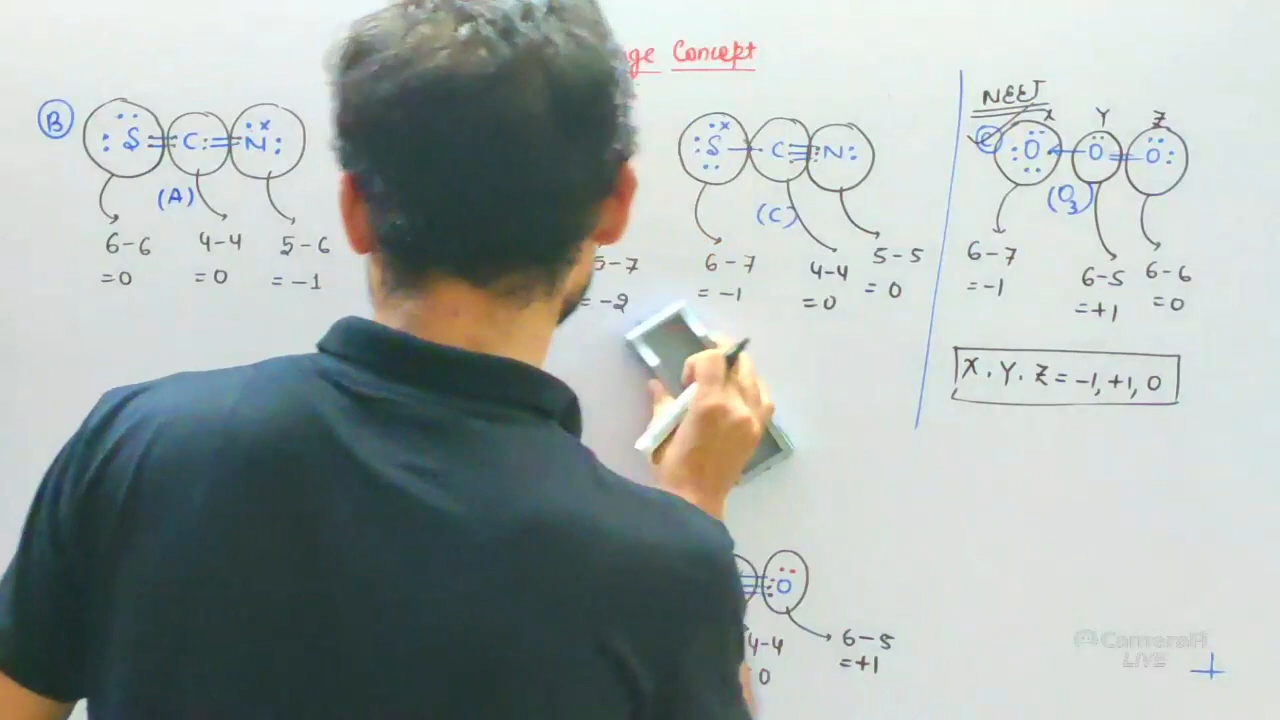 ge Concept
B
S = C = N
(A)
6-6
=0
4-4
=0
5-6
=-1
5-7
=-2
S - C ≡ N
(C)
6-7
=-1
4-4
=0
5-5
=0
NEET
X Y Z
O - O = O
(O3)
6-7
=-1
6-5
=+1
6-6
=0
X, Y, Z = -1, +1, 0
≡ O
4-4
0
6-5
=+1
CameraFi
LIVE